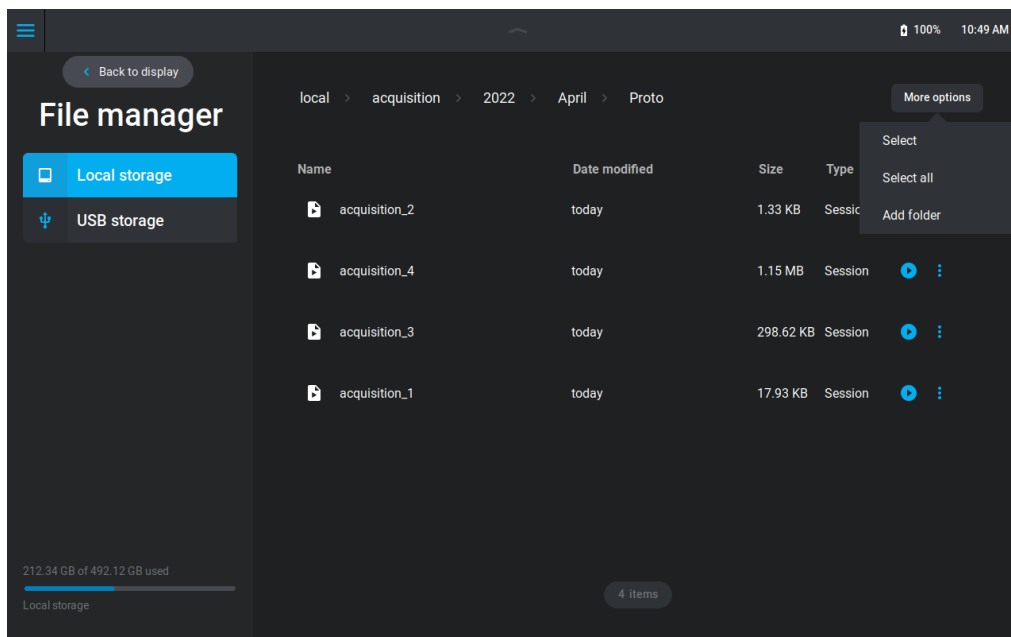 100% 10:49 AM
Back to display
File manager
Local storage
USB storage
212.34 GB of 492.12 GB used
Local storage
local > acquisition > 2022 > April > Proto
More options
Select
Select all
Add folder
Name Date modified Size Type
acquisition_2 today 1.33 KB Sessic
acquisition_4 today 1.15 MB Session
acquisition_3 today 298.62 KB Session
acquisition_1 today 17.93 KB Session
4 items